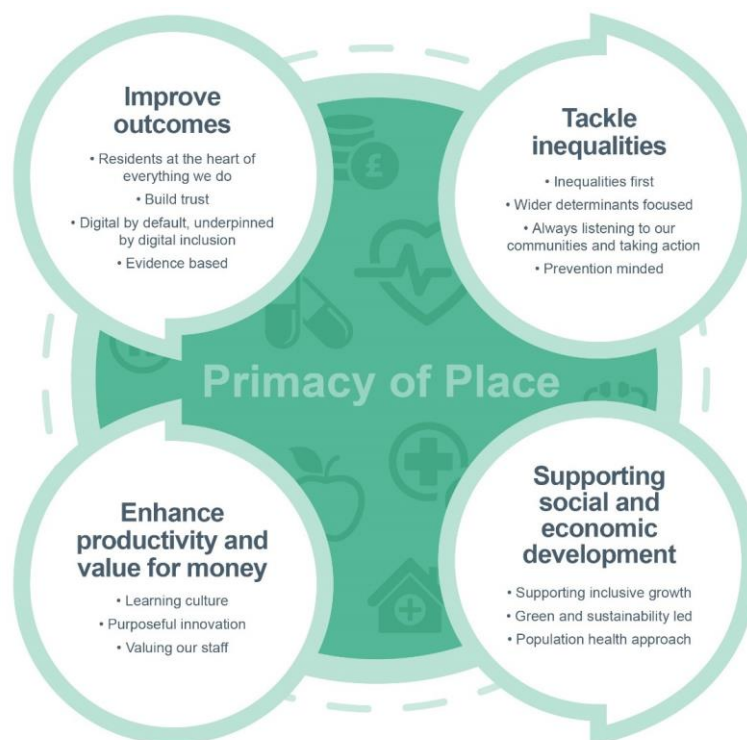 Improve
outcomes
• Residents at the heart of
everything we do
• Build trust
• Digital by default, underpinned
by digital inclusion
• Evidence based
Tackle
inequalities
• Inequalities first
• Wider determinants focused
• Always listening to our
communities and taking action
• Prevention minded
£
Primacy of Place
Enhance
productivity and
value for money
• Learning culture
• Purposeful innovation
• Valuing our staff
Supporting
social and
economic
development
• Supporting inclusive growth
• Green and sustainability led
• Population health approach